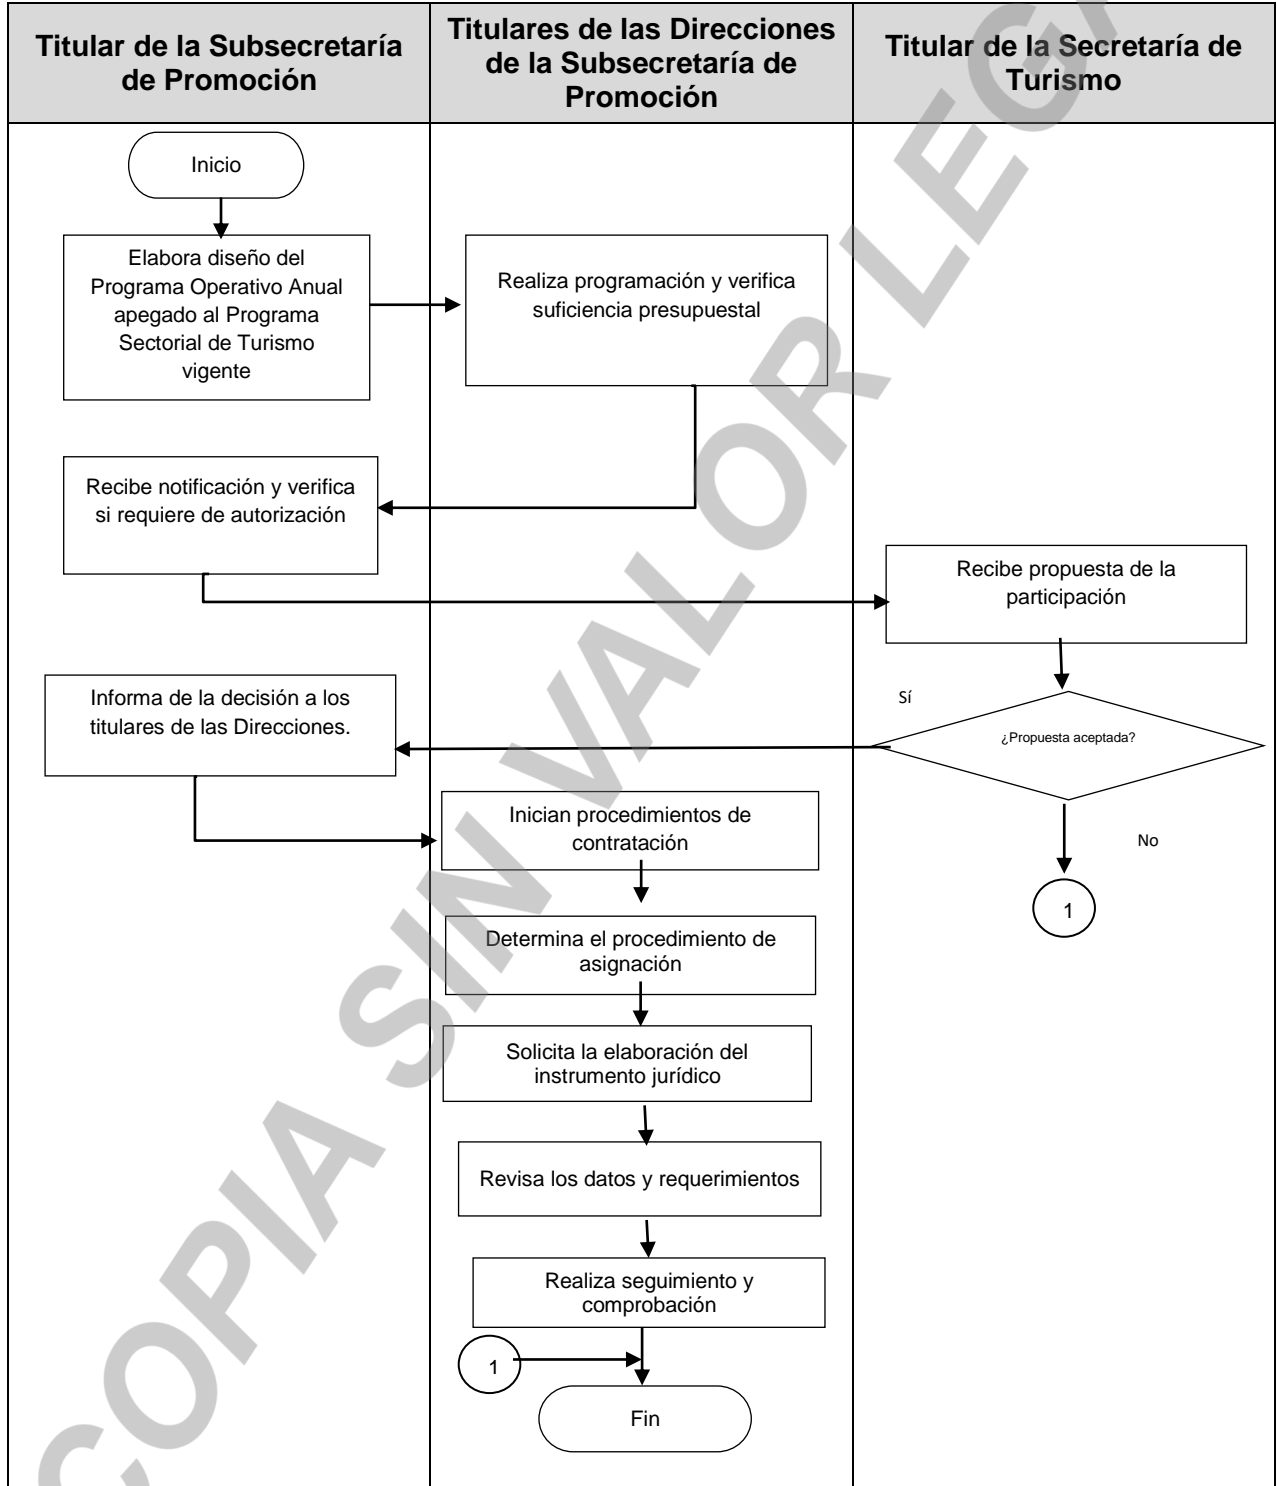 Titular de la Subsecretaría
de Promoción
Titulares de las Direcciones
de la Subsecretaría de
Promoción
Titular de la Secretaría de
Turismo
Inicio
Elabora diseño del
Programa Operativo Anual
apegado al Programa
Sectorial de Turismo
vigente
Realiza programación y verifica
suficiencia presupuestal
Recibe notificación y verifica
si requiere de autorización
Recibe propuesta de la
participación
Informa de la decisión a los
titulares de las Direcciones.
Sí
¿Propuesta aceptada?
No
1
Inician procedimientos de
contratación
Determina el procedimiento de
asignación
Solicita la elaboración del
instrumento jurídico
Revisa los datos y requerimientos
Realiza seguimiento y
comprobación
1
Fin
COPIA SIN VALOR LEGA